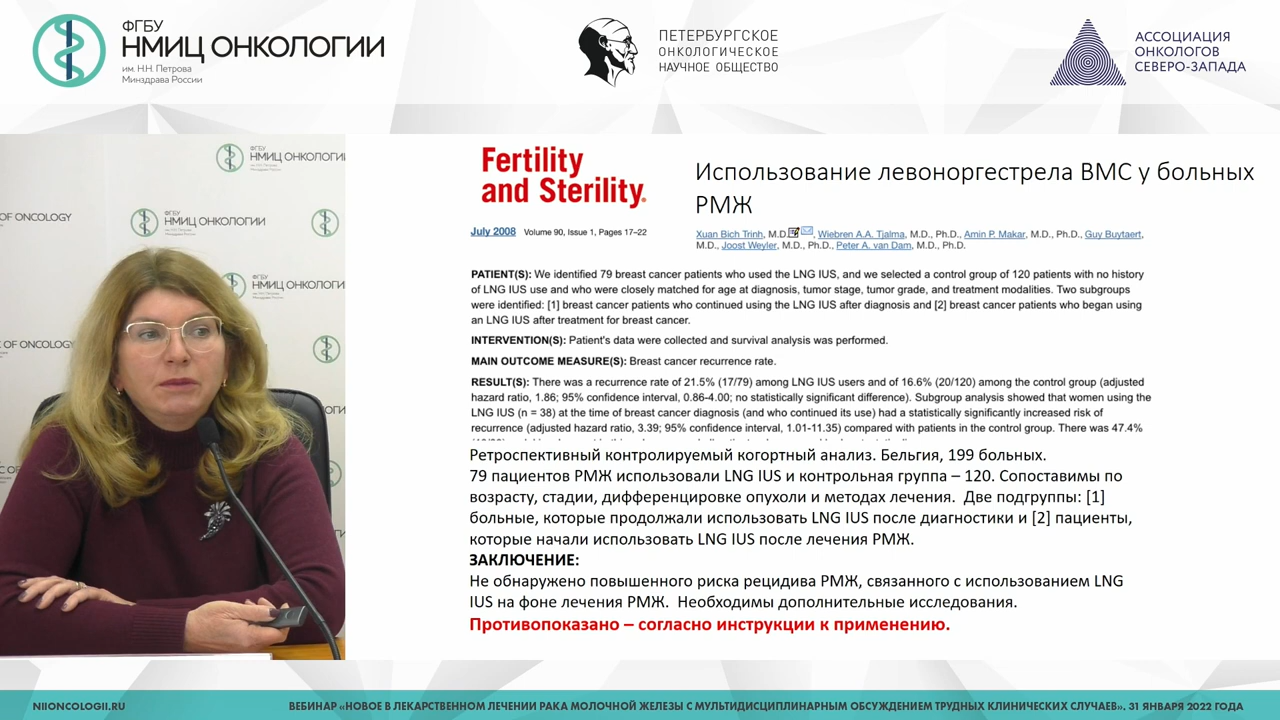 ФГБУ
НМИЦ ОНКОЛОГИИ
им. Н.Н. Петрова
Минздрава России
ПЕТЕРБУРГСКОЕ
ОНКОЛОГИЧЕСКОЕ
НАУЧНОЕ ОБЩЕСТВО
АССОЦИАЦИЯ
ОНКОЛОГОВ
СЕВЕРО-ЗАПАДА
ФГБУ
НМИЦ ОНКОЛОГИИ
OF ONCOLOGY
ФГБУ
НМИЦ ОНКОЛОГИИ
НМИЦ ОНКОЛОГИИ
OF ONCOLOGY
Fertility
and Sterility.
July 2008 Volume 90, Issue 1, Pages 17–22
Использование левоноргестрела ВМС у больных
РМЖ
Xuan Bich Trinh, M.D., Wiebren A.A. Tjalma, M.D., Ph.D., Amin P. Makar, M.D., Ph.D., Guy Buytaert,
M.D., Joost Weyler, M.D., Ph.D., Peter A. van Dam, M.D., Ph.D.
PATIENT(S): We identified 79 breast cancer patients who used the LNG IUS, and we selected a control group of 120 patients with no history
of LNG IUS use and who were closely matched for age at diagnosis, tumor stage, tumor grade, and treatment modalities. Two subgroups
were identified: [1] breast cancer patients who continued using the LNG IUS after diagnosis and [2] breast cancer patients who began using
an LNG IUS after treatment for breast cancer.
INTERVENTION(S): Patient's data were collected and survival analysis was performed.
MAIN OUTCOME MEASURE(S): Breast cancer recurrence rate.
RESULT(S): There was a recurrence rate of 21.5% (17/79) among LNG IUS users and of 16.6% (20/120) among the control group (adjusted
hazard ratio, 1.86; 95% confidence interval, 0.86-4.00; no statistically significant difference). Subgroup analysis showed that women using the
LNG IUS (n = 38) at the time of breast cancer diagnosis (and who continued its use) had a statistically significantly increased risk of
recurrence (adjusted hazard ratio, 3.39; 95% confidence interval, 1.01-11.35) compared with patients in the control group. There was 47.4%
Ретроспективный контролируемый когортный анализ. Бельгия, 199 больных.
79 пациентов РМЖ использовали LNG IUS и контрольная группа – 120. Сопоставимы по
возрасту, стадии, дифференцировке опухоли и методах лечения. Две подгруппы: [1]
больные, которые продолжали использовать LNG IUS после диагностики и [2] пациенты,
которые начали использовать LNG IUS после лечения РМЖ.
ЗАКЛЮЧЕНИЕ:
Не обнаружено повышенного риска рецидива РМЖ, связанного с использованием LNG
IUS на фоне лечения РМЖ. Необходимы дополнительные исследования.
Противопоказано – согласно инструкции к применению.
NIIONCOLOGII.RU
ВЕБИНАР «НОВОЕ В ЛЕКАРСТВЕННОМ ЛЕЧЕНИИ РАКА МОЛОЧНОЙ ЖЕЛЕЗЫ С МУЛЬТИДИСЦИПЛИНАРНЫМ ОБСУЖДЕНИЕМ ТРУДНЫХ КЛИНИЧЕСКИХ СЛУЧАЕВ». 31 ЯНВАРЯ 2022 ГОДА